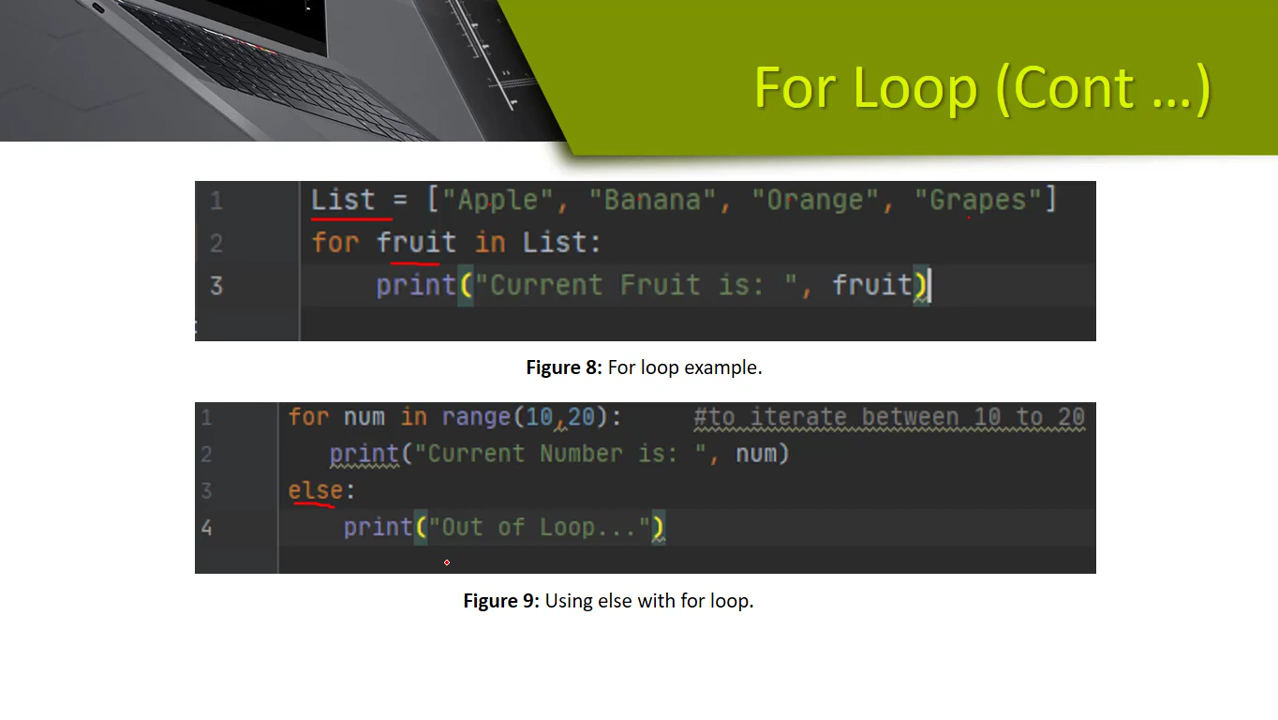 For Loop (Cont …)
1 List = ["Apple", "Banana", "Orange", "Grapes"]
2 for fruit in List:
3 print("Current Fruit is: ", fruit)
Figure 8: For loop example.
1 for num in range(10,20): #to iterate between 10 to 20
2 print("Current Number is: ", num)
3 else:
4 print("Out of Loop...")
Figure 9: Using else with for loop.